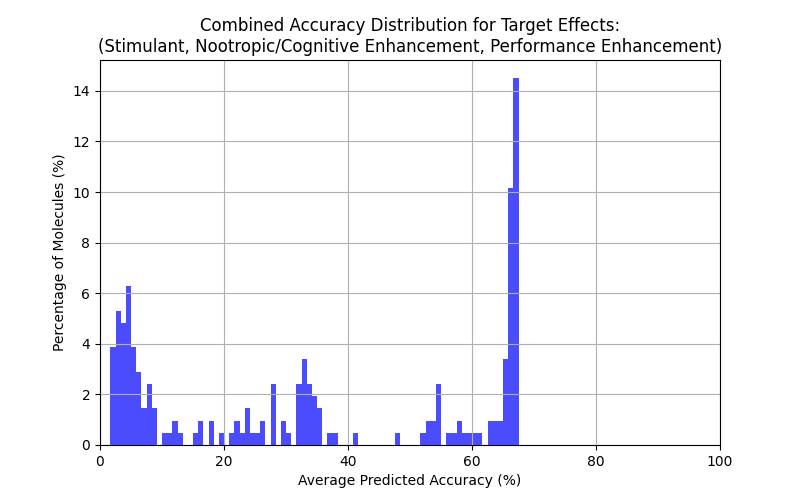 Combined Accuracy Distribution for Target Effects:
(Stimulant, Nootropic/Cognitive Enhancement, Performance Enhancement)
14
12
10
8
6
4
2
0
Percentage of Molecules (%)
0 20 40 60 80 100
Average Predicted Accuracy (%)